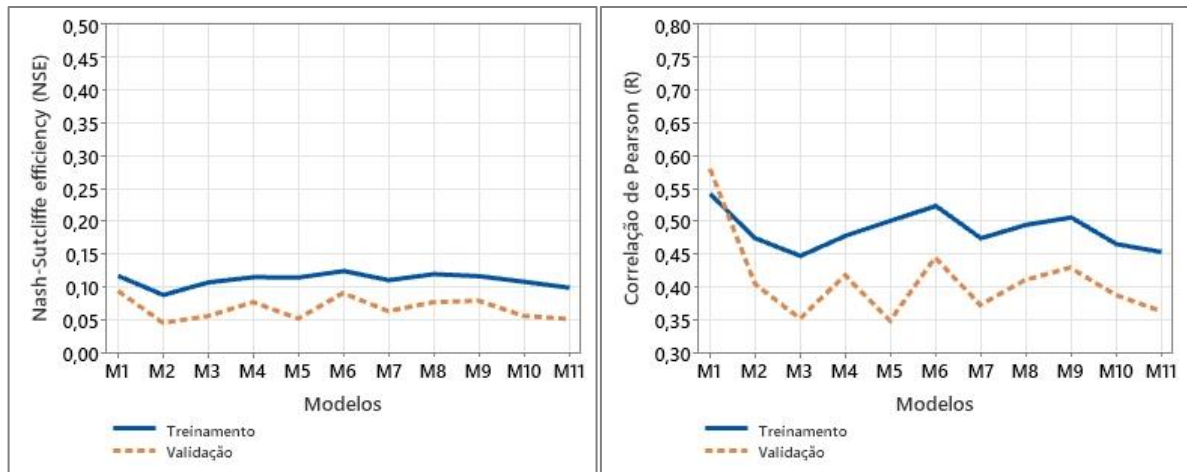 Nash-Sutcliffe efficiency (NSE)
0,50
0,45
0,40
0,35
0,30
0,25
0,20
0,15
0,10
0,05
0,00
M1 M2 M3 M4 M5 M6 M7 M8 M9 M10 M11
Modelos
Treinamento
Validação
Correlação de Pearson (R)
0,80
0,75
0,70
0,65
0,60
0,55
0,50
0,45
0,40
0,35
0,30
M1 M2 M3 M4 M5 M6 M7 M8 M9 M10 M11
Modelos
Treinamento
Validação